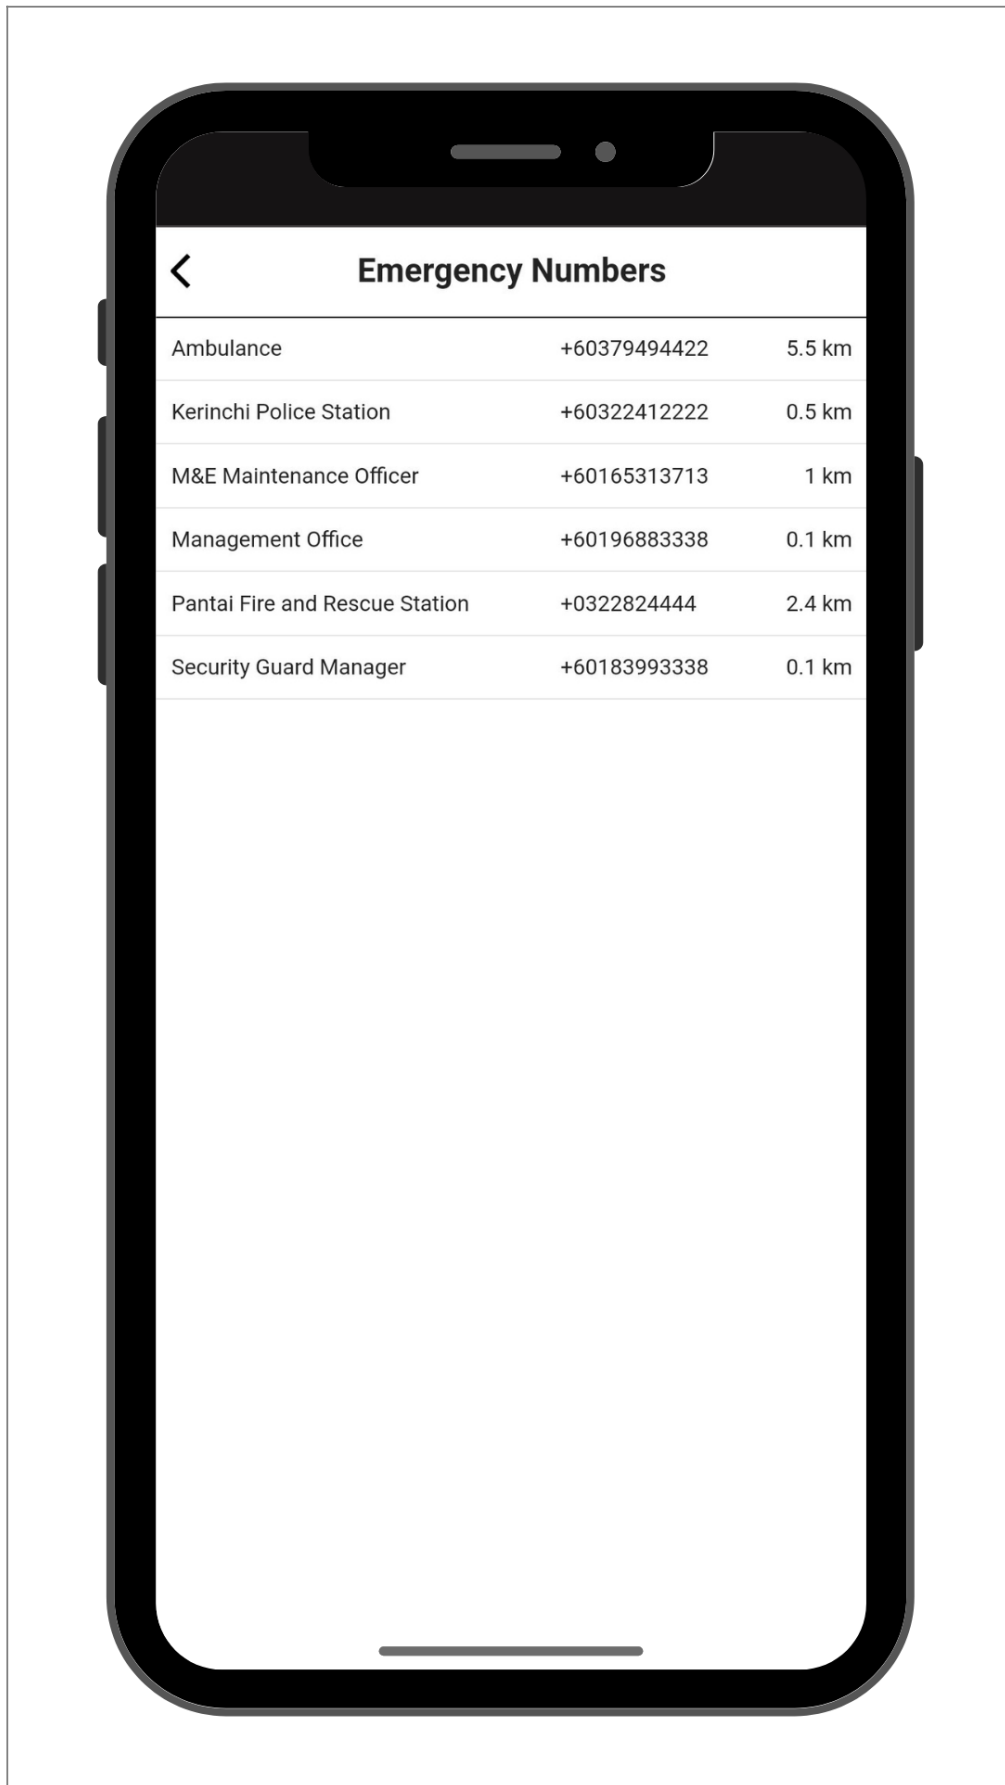 Emergency Numbers
Ambulance +60379494422 5.5 km
Kerinchi Police Station +60322412222 0.5 km
M&E Maintenance Officer +60165313713 1 km
Management Office +60196883338 0.1 km
Pantai Fire and Rescue Station +0322824444 2.4 km
Security Guard Manager +60183993338 0.1 km